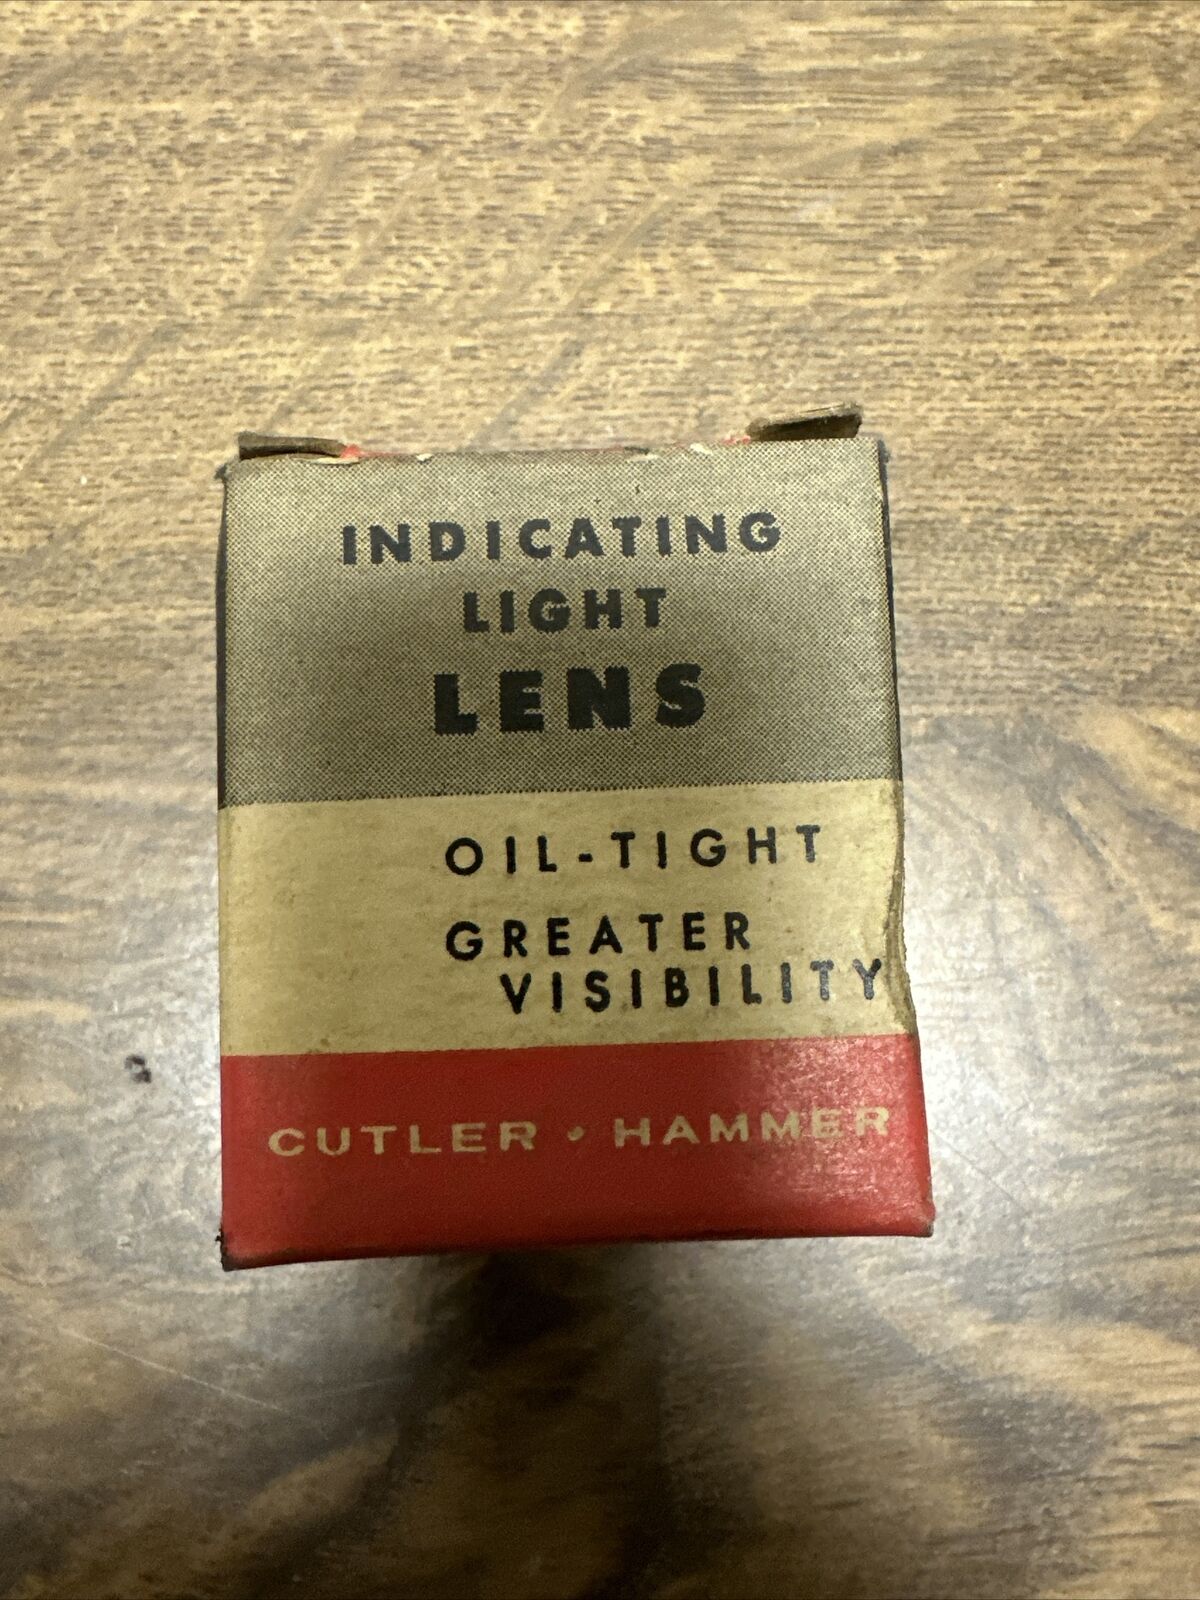 INDICATING
LIGHT
LENS
OIL-TIGHT
GREATER
VISIBILITY
CUTLER • HAMMER